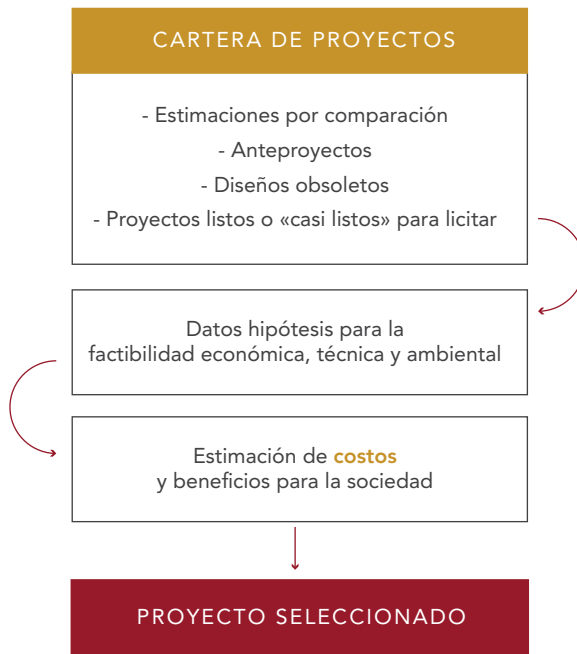 CARTERA DE PROYECTOS
- Estimaciones por comparación
- Anteproyectos
- Diseños obsoletos
- Proyectos listos o «casi listos» para licitar
Datos hipótesis para la
factibilidad económica, técnica y ambiental
Estimación de costos
y beneficios para la sociedad
PROYECTO SELECCIONADO